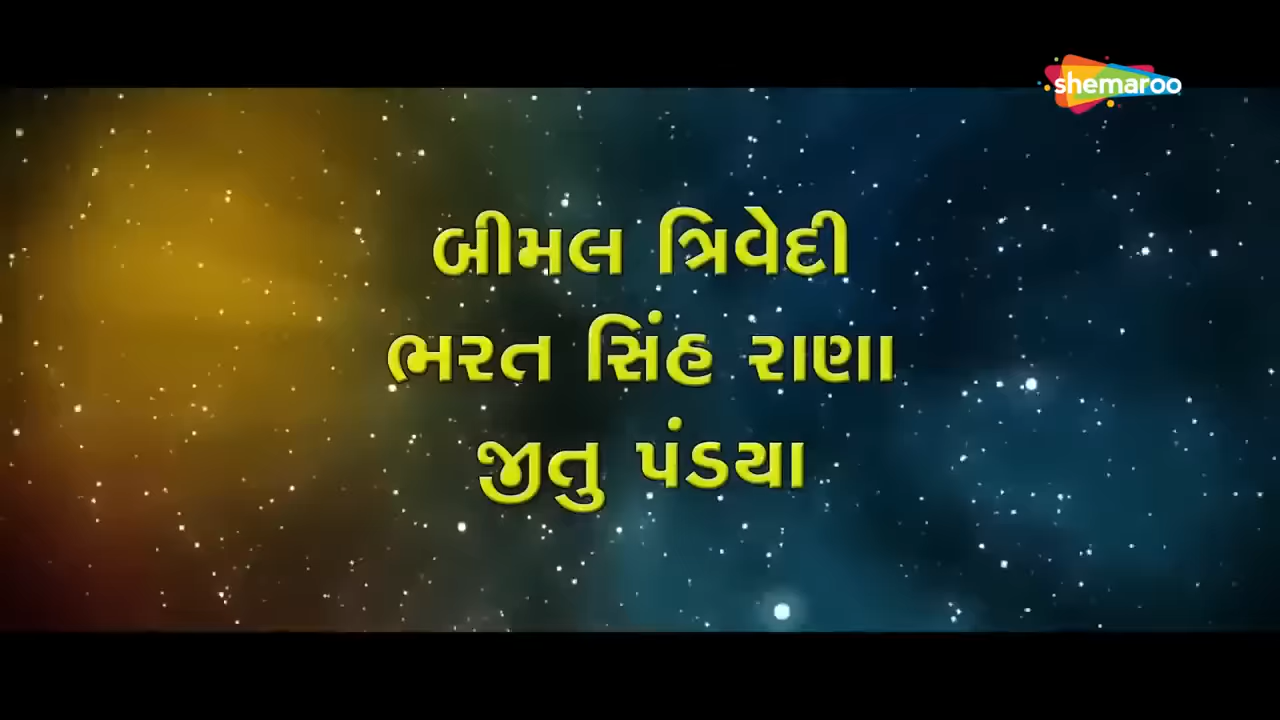 shemaroo
બીમલ ત્રિવેદી
ભરત સિંહ રાણા
જીતુ પંડયા